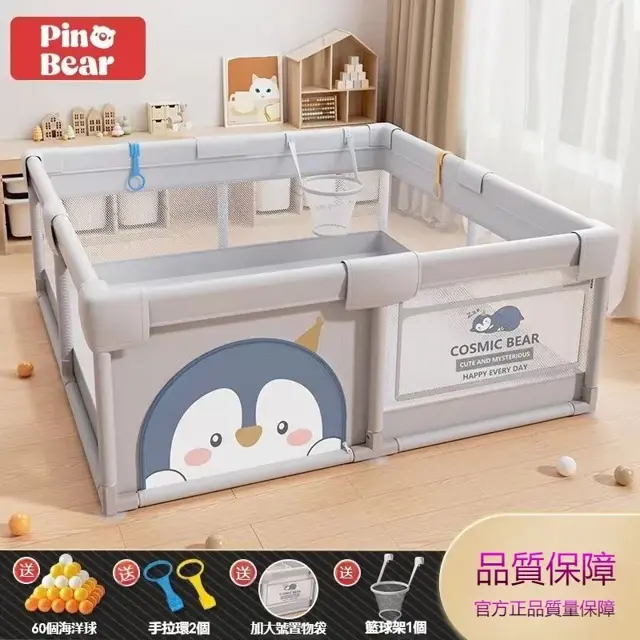 Pin
Bear
Zzz
COSMIC BEAR
CUTE AND MYSTERIOUS
HAPPY EVERY DAY
送
60個海洋球
送
手拉環2個
送
加大號置物袋
送
籃球架1個
品質保障
官方正品質量保障